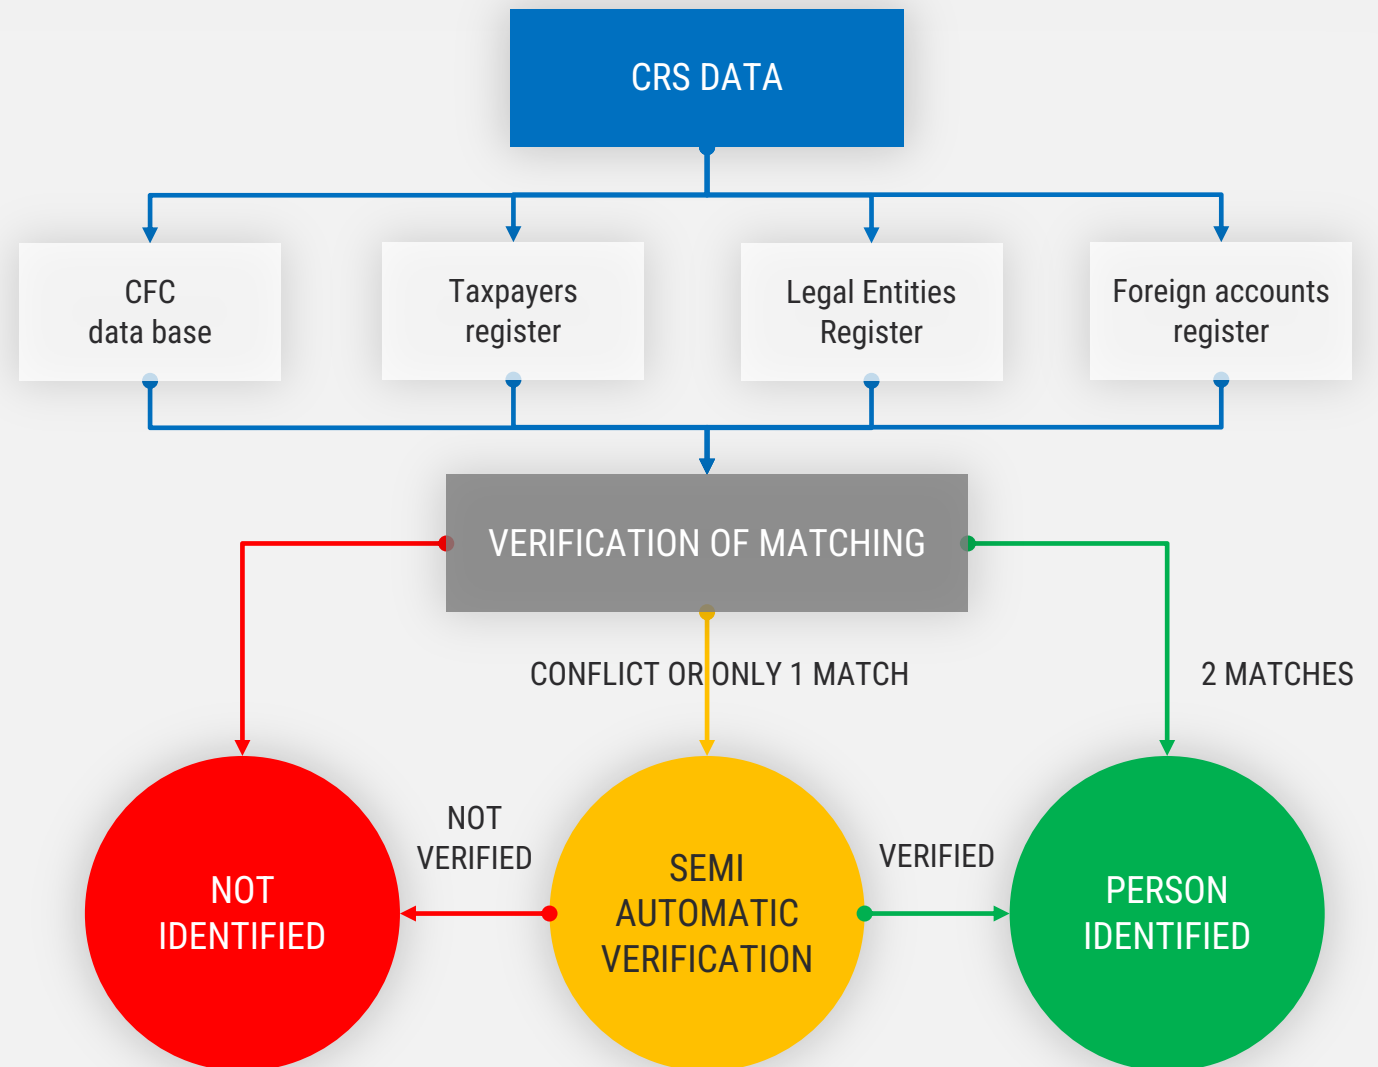 CRS DATA
CFC
data base
Taxpayers
register
Legal Entities
Register
Foreign accounts
register
VERIFICATION OF MATCHING
CONFLICT OR ONLY 1 MATCH
2 MATCHES
NOT
VERIFIED
VERIFIED
NOT
IDENTIFIED
SEMI
AUTOMATIC
VERIFICATION
PERSON
IDENTIFIED